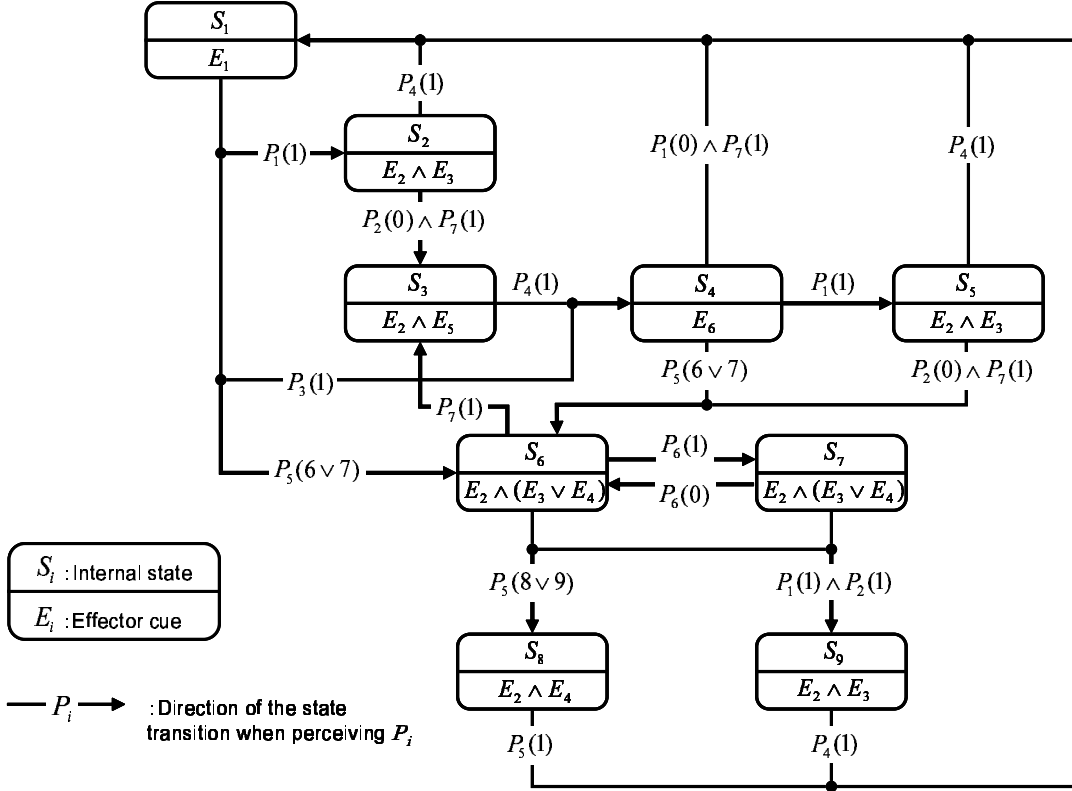 S₁
E₁
P₄(1)
P₁(1)
S₂
E₂ ∧ E₃
P₁(0) ∧ P₇(1)
P₄(1)
P₂(0) ∧ P₇(1)
S₃
E₂ ∧ E₅
P₄(1)
S₄
E₆
P₁(1)
S₅
E₂ ∧ E₃
P₃(1)
P₅(6 ∨ 7)
P₂(0) ∧ P₇(1)
P₇(1)
P₅(6 ∨ 7)
S₆
E₂ ∧ (E₃ ∨ E₄)
P₆(1)
P₆(0)
S₇
E₂ ∧ (E₃ ∨ E₄)
P₅(8 ∨ 9)
P₁(1) ∧ P₂(1)
S₈
E₂ ∧ E₄
S₉
E₂ ∧ E₃
P₅(1)
P₄(1)
Sᵢ : Internal state
Eᵢ : Effector cue
Pᵢ : Direction of the state
transition when perceiving Pᵢ